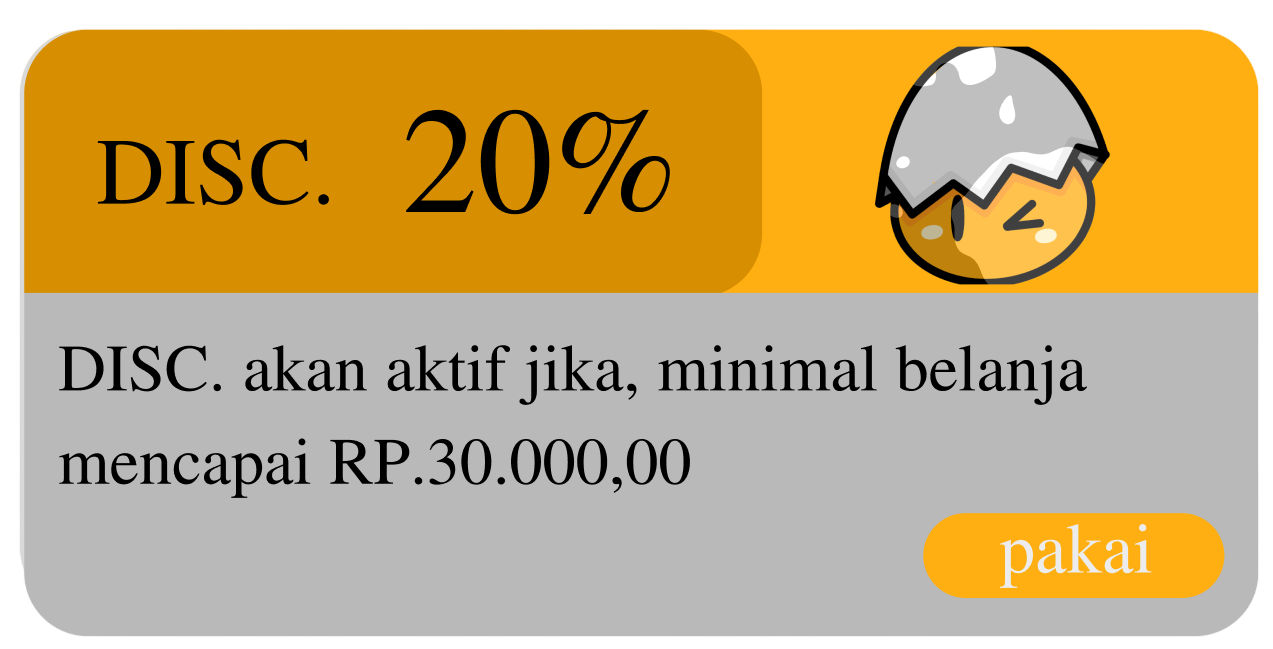 DISC. 20%
DISC. akan aktif jika, minimal belanja
mencapai RP.30.000,00
pakai